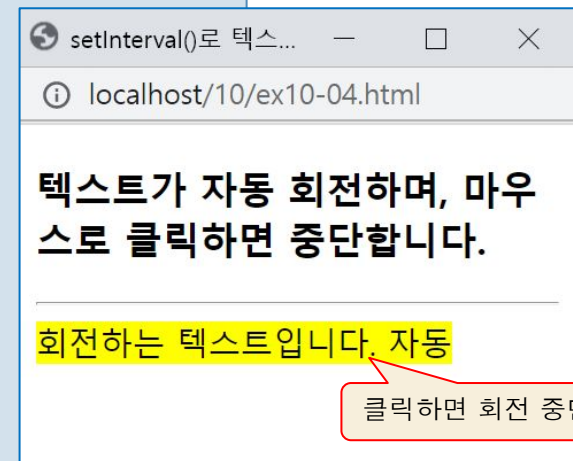 setInterval()로 텍스...
localhost/10/ex10-04.html
텍스트가 자동 회전하며, 마우
스로 클릭하면 중단합니다.
회전하는 텍스트입니다. 자동
클릭하면 회전